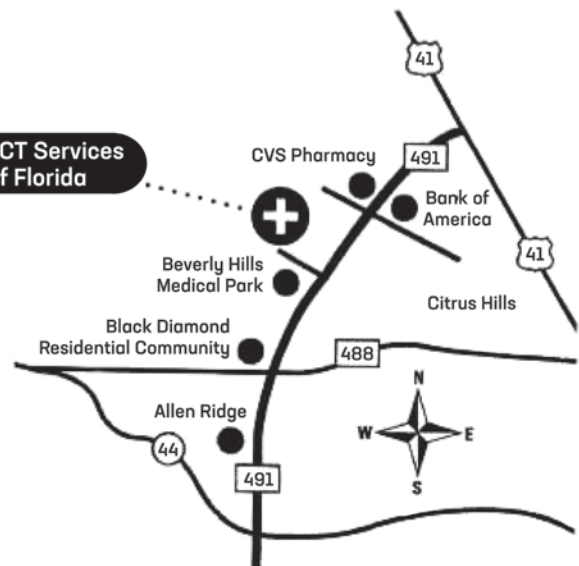 41
CT Services
f Florida
CVS Pharmacy
491
Bank of
America
41
Beverly Hills
Medical Park
Citrus Hills
Black Diamond
Residential Community
488
N
W
E
S
Allen Ridge
44
491